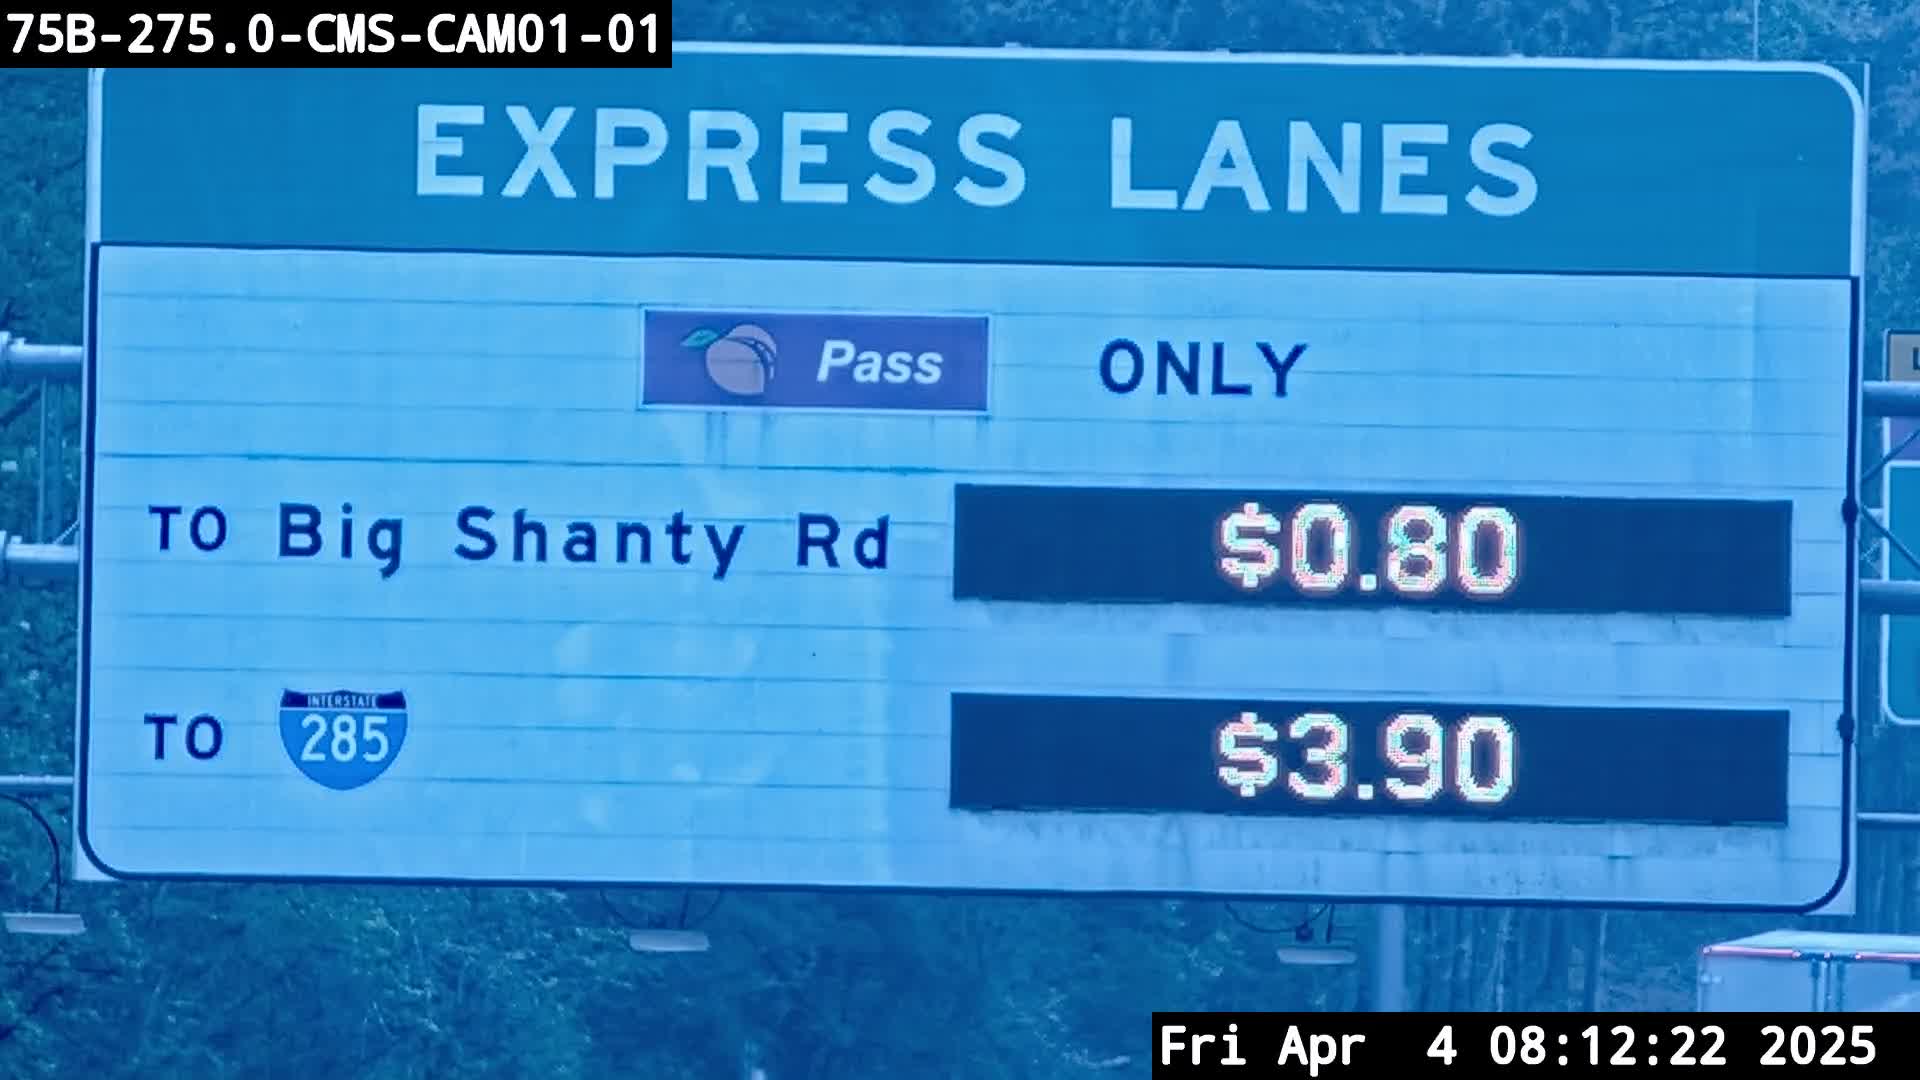 75B-275.0-CMS-CAM01-01
EXPRESS LANES
Pass ONLY
TO Big Shanty Rd $0.80
INTERSTATE
TO 285 $3.90
Fri Apr 4 08:12:22 2025